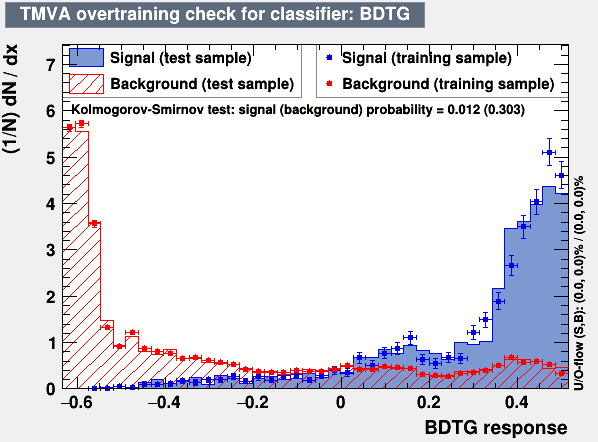 TMVA overtraining check for classifier: BDTG
(1/N) dN / dx
7
6
5
4
3
2
1
0
Signal (test sample)
Background (test sample)
Signal (training sample)
Background (training sample)
Kolmogorov-Smirnov test: signal (background) probability = 0.012 (0.303)
U/O-flow (S,B): (0.0, 0.0)% / (0.0, 0.0)%
−0.6 −0.4 −0.2 0 0.2 0.4
BDTG response